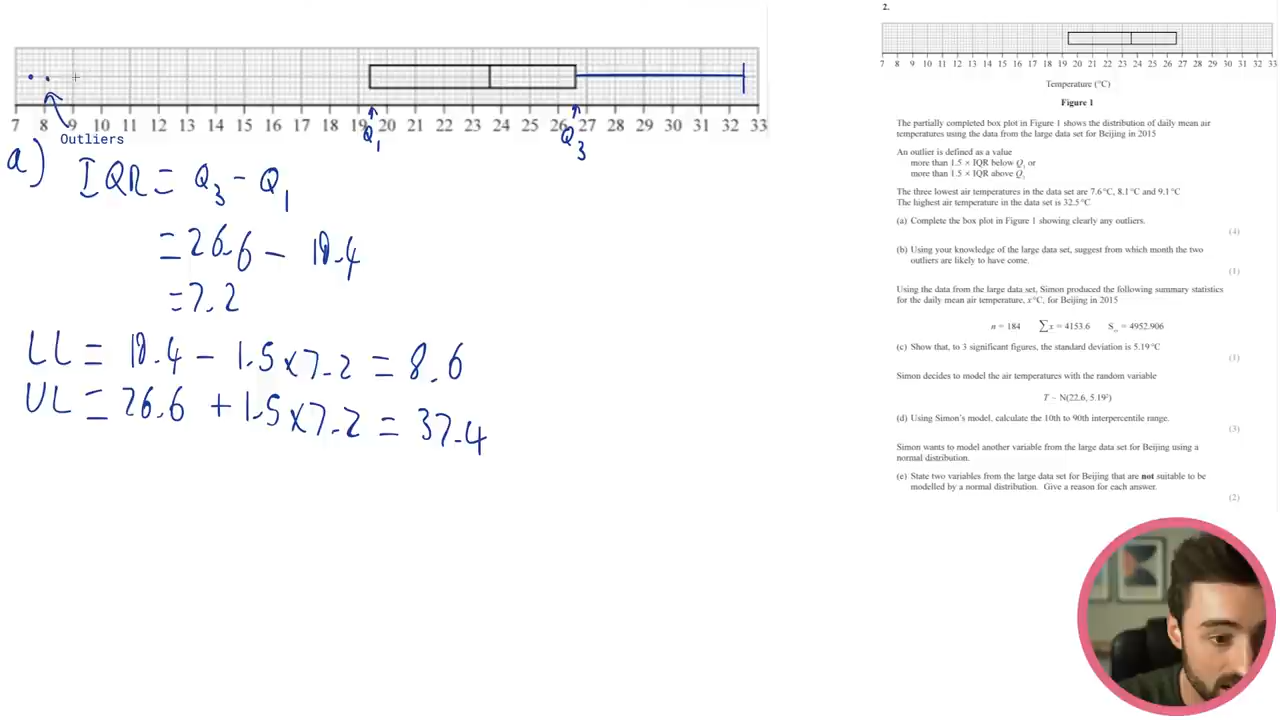 7 8 9 10 11 12 13 14 15 16 17 18 19 20 21 22 23 24 25 26 27 28 29 30 31 32 33
Outliers
Q1
Q3
a) IQR = Q3 - Q1
= 26.6 - 19.4
= 7.2
LL = 19.4 - 1.5 x 7.2 = 8.6
UL = 26.6 + 1.5 x 7.2 = 37.4
2.
7 8 9 10 11 12 13 14 15 16 17 18 19 20 21 22 23 24 25 26 27 28 29 30 31 32 33
Temperature (°C)
Figure 1
The partially completed box plot in Figure 1 shows the distribution of daily mean air
temperatures using the data from the large data set for Beijing in 2015
An outlier is defined as a value
more than 1.5 × IQR below Q1 or
more than 1.5 × IQR above Q3
The three lowest air temperatures in the data set are 7.6 °C, 8.1 °C and 9.1 °C
The highest air temperature in the data set is 32.5 °C
(a) Complete the box plot in Figure 1 showing clearly any outliers.
(4)
(b) Using your knowledge of the large data set, suggest from which month the two
outliers are likely to have come.
(1)
Using the data from the large data set, Simon produced the following summary statistics
for the daily mean air temperature, x °C, for Beijing in 2015
n = 184 ∑x = 4153.6 Sxx = 4952.906
(c) Show that, to 3 significant figures, the standard deviation is 5.19 °C
(1)
Simon decides to model the air temperatures with the random variable
T ~ N(22.6, 5.19²)
(d) Using Simon's model, calculate the 10th to 90th interpercentile range.
(3)
Simon wants to model another variable from the large data set for Beijing using a
normal distribution.
(e) State two variables from the large data set for Beijing that are not suitable to be
modelled by a normal distribution. Give a reason for each answer.
(2)